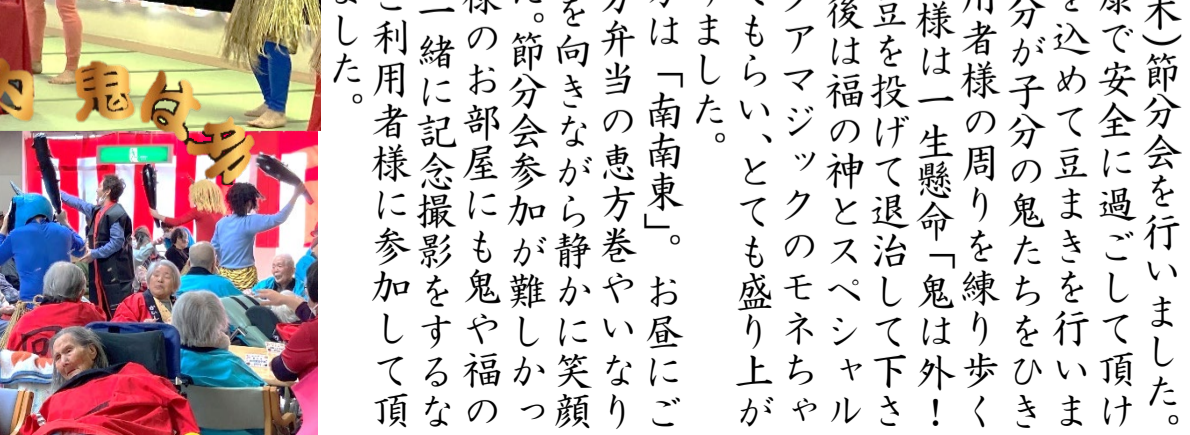 木）節分会を行いました。
康で安全に過ごして頂け
を込めて豆まきを行いま
分が子分の鬼たちをひき
用者様の周りを練り歩く
様は一生懸命「鬼は外！
豆を投げて退治して下さ
後は福の神とスペシャル
アマジックのモネちゃ
てもらい、とても盛り上が
りました。
は「南南東」。お昼にご
弁当の恵方巻やいなり
を向きながら静かに笑顔
た。節分会参加が難しかっ
様のお部屋にも鬼や福の
一緒に記念撮影をするな
ご利用者様に参加して頂
ました。
内 鬼は外